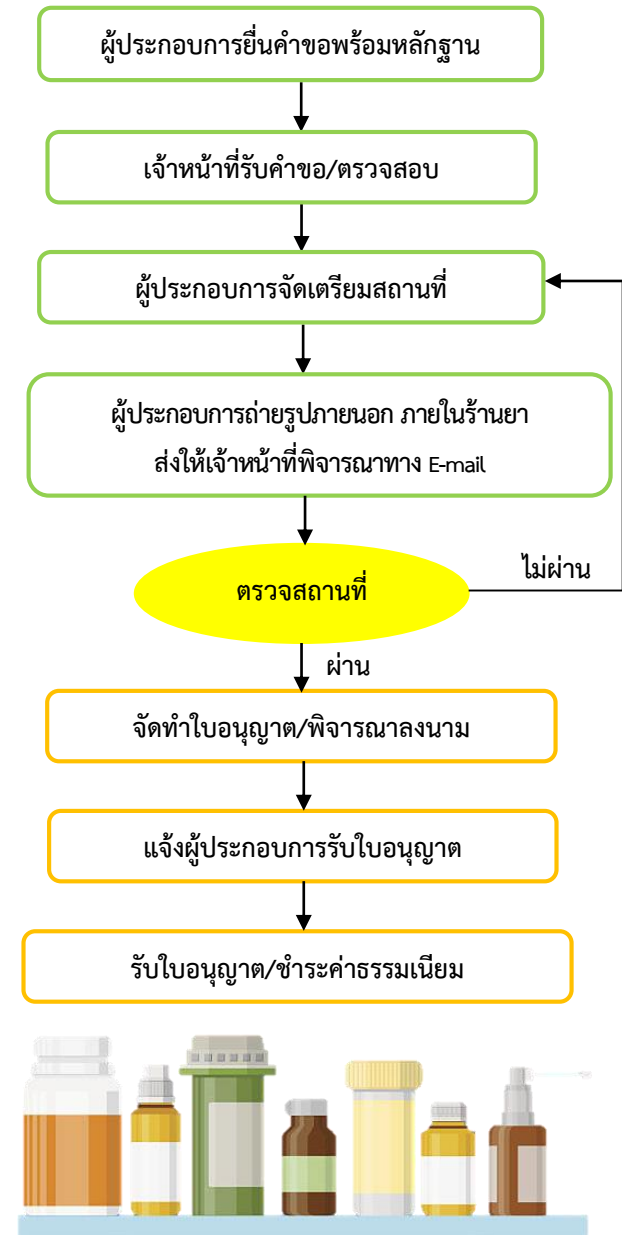 ผู้ประกอบการยื่นคำขอพร้อมหลักฐาน
เจ้าหน้าที่รับคำขอ/ตรวจสอบ
ผู้ประกอบการจัดเตรียมสถานที่
ผู้ประกอบการถ่ายรูปภายนอก ภายในร้านยา
ส่งให้เจ้าหน้าที่พิจารณาทาง E-mail
ไม่ผ่าน
ตรวจสถานที่
ผ่าน
จัดทำใบอนุญาต/พิจารณาลงนาม
แจ้งผู้ประกอบการรับใบอนุญาต
รับใบอนุญาต/ชำระค่าธรรมเนียม